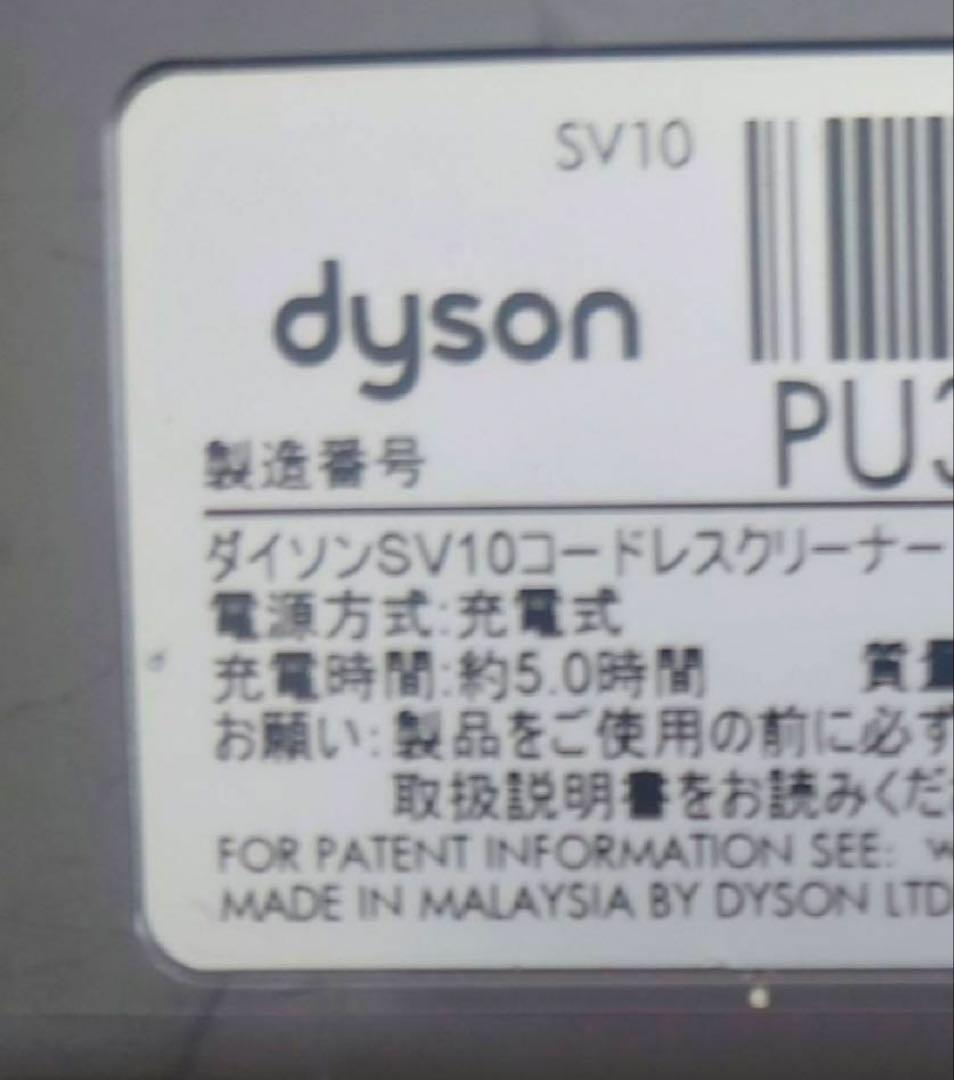 SV10
dyson
製造番号
PU3
ダイソンSV10コードレスクリーナー
電源方式:充電式
充電時間:約5.0時間 質量
お願い:製品をご使用の前に必ず
取扱説明書をお読みくだ
FOR PATENT INFORMATION SEE: w
MADE IN MALAYSIA BY DYSON LTD